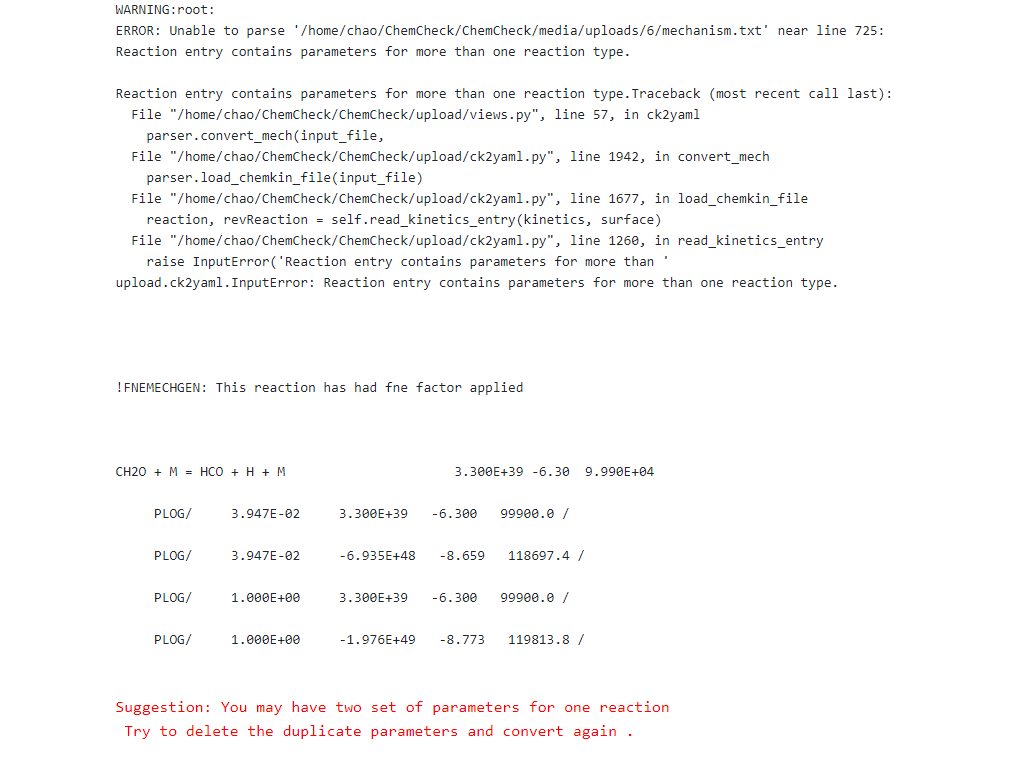 WARNING:root:
ERROR: Unable to parse '/home/chao/ChemCheck/ChemCheck/media/uploads/6/mechanism.txt' near line 725:
Reaction entry contains parameters for more than one reaction type.
Reaction entry contains parameters for more than one reaction type.Traceback (most recent call last):
  File "/home/chao/ChemCheck/ChemCheck/upload/views.py", line 57, in ck2yaml
    parser.convert_mech(input_file,
  File "/home/chao/ChemCheck/ChemCheck/upload/ck2yaml.py", line 1942, in convert_mech
    parser.load_chemkin_file(input_file)
  File "/home/chao/ChemCheck/ChemCheck/upload/ck2yaml.py", line 1677, in load_chemkin_file
    reaction, revReaction = self.read_kinetics_entry(kinetics, surface)
  File "/home/chao/ChemCheck/ChemCheck/upload/ck2yaml.py", line 1260, in read_kinetics_entry
    raise InputError('Reaction entry contains parameters for more than '
upload.ck2yaml.InputError: Reaction entry contains parameters for more than one reaction type.
!FNEMECHGEN: This reaction has had fne factor applied
CH2O + M = HCO + H + M                      3.300E+39 -6.30  9.990E+04
     PLOG/     3.947E-02     3.300E+39   -6.300   99900.0 /
     PLOG/     3.947E-02     -6.935E+48   -8.659   118697.4 /
     PLOG/     1.000E+00     3.300E+39   -6.300   99900.0 /
     PLOG/     1.000E+00     -1.976E+49   -8.773   119813.8 /
Suggestion: You may have two set of parameters for one reaction
 Try to delete the duplicate parameters and convert again .